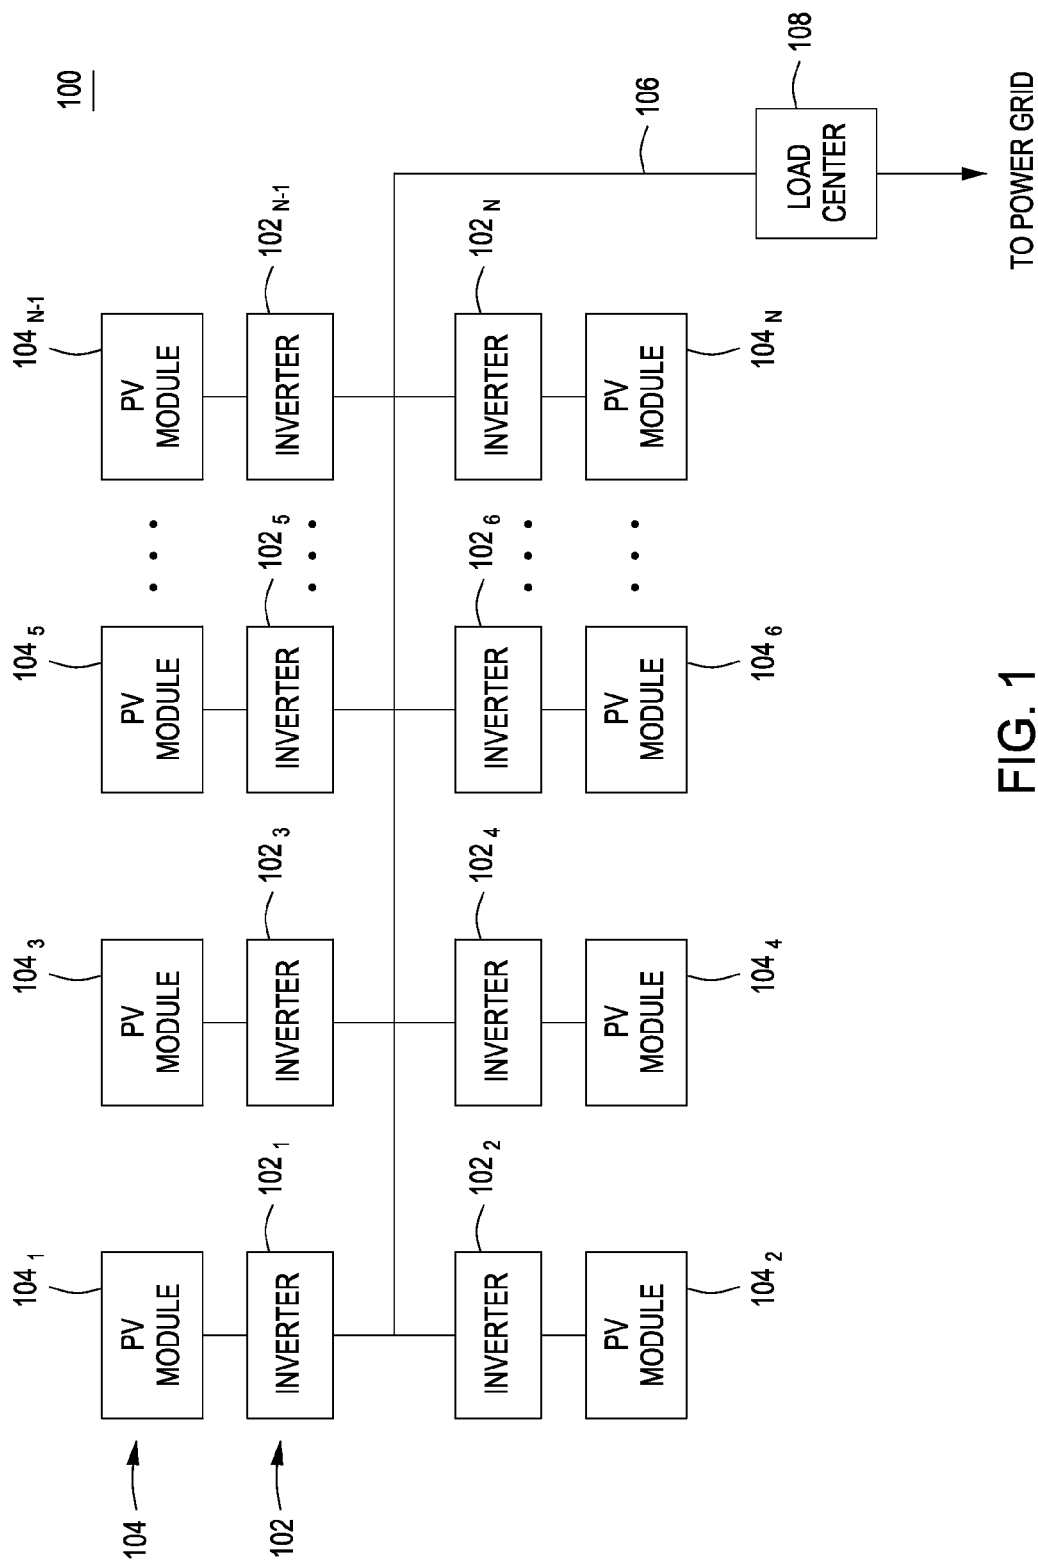 100
104 N-1
104 5
104 3
104 1
PV
MODULE
PV
MODULE
PV
MODULE
PV
MODULE
104
102 N-1
102 5
102 3
102 1
INVERTER
INVERTER
INVERTER
INVERTER
102
102 N
102 6
102 4
102 2
INVERTER
INVERTER
INVERTER
INVERTER
PV
MODULE
PV
MODULE
PV
MODULE
PV
MODULE
104 N
104 6
104 4
104 2
106
108
LOAD
CENTER
TO POWER GRID
FIG. 1